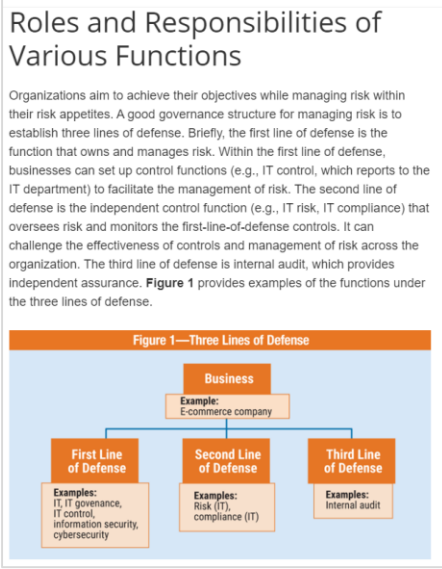 Roles and Responsibilities of
Various Functions
Organizations aim to achieve their objectives while managing risk within
their risk appetites. A good governance structure for managing risk is to
establish three lines of defense. Briefly, the first line of defense is the
function that owns and manages risk. Within the first line of defense,
businesses can set up control functions (e.g., IT control, which reports to the
IT department) to facilitate the management of risk. The second line of
defense is the independent control function (e.g., IT risk, IT compliance) that
oversees risk and monitors the first-line-of-defense controls. It can
challenge the effectiveness of controls and management of risk across the
organization. The third line of defense is internal audit, which provides
independent assurance. Figure 1 provides examples of the functions under
the three lines of defense.
Figure 1—Three Lines of Defense
Business
Example:
E-commerce company
First Line
of Defense
Examples:
IT, IT govenance,
IT control,
information security,
cybersecurity
Second Line
of Defense
Examples:
Risk (IT),
compliance (IT)
Third Line
of Defense
Examples:
Internal audit